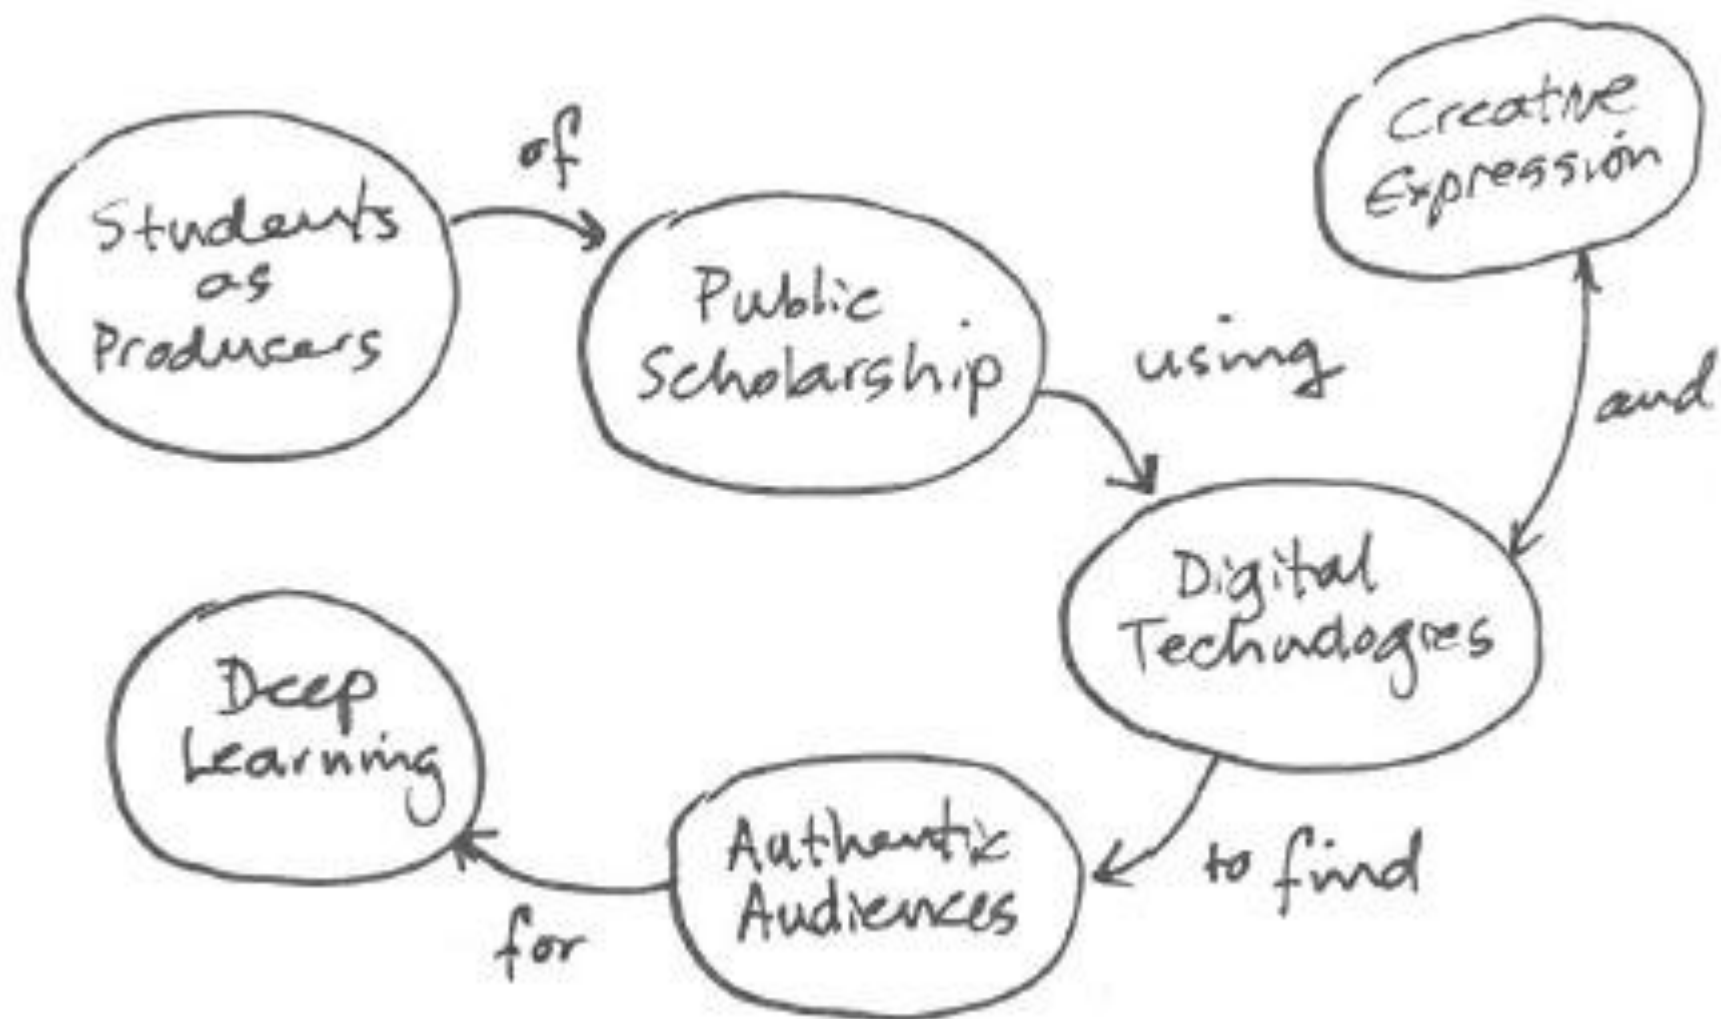 Students
as
Producers
of
Public
Scholarship
using
Creative
Expression
and
Digital
Technologies
to find
Authentic
Audiences
for
Deep
Learning